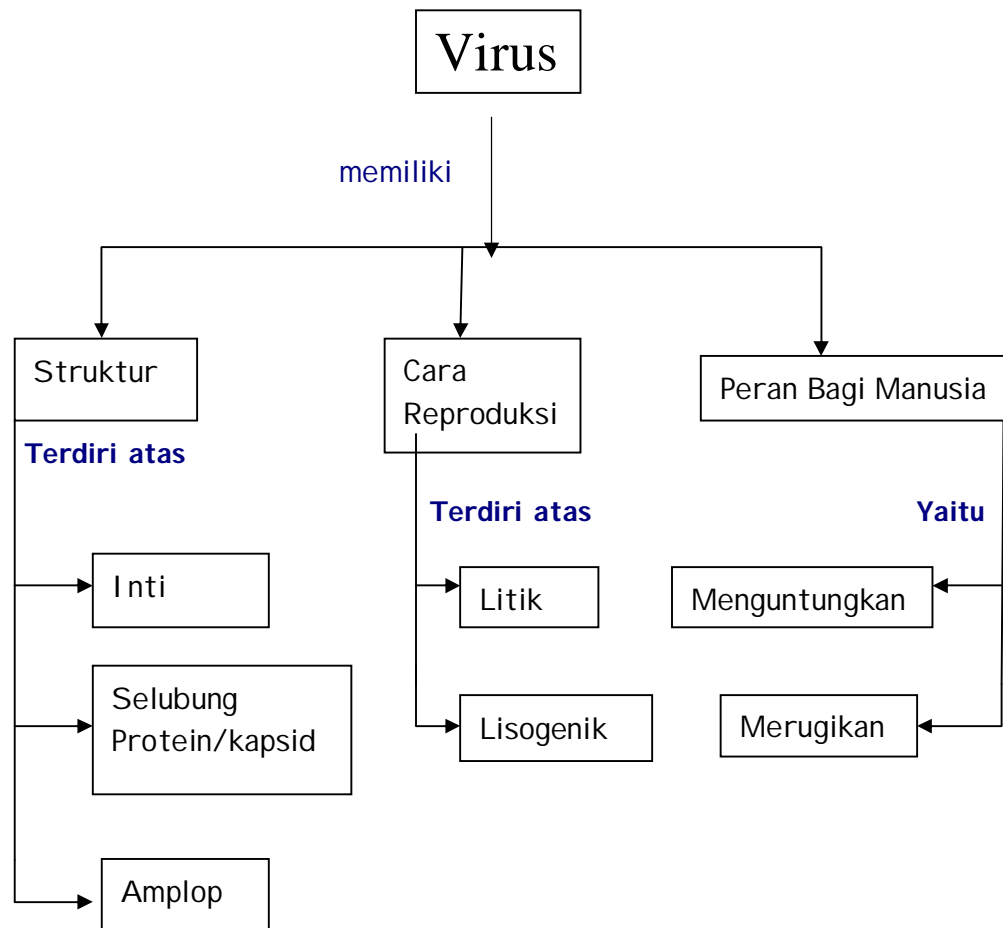 Virus
memiliki
Struktur
Cara
Reproduksi
Peran Bagi Manusia
Terdiri atas
Terdiri atas
Yaitu
Inti
Litik
Menguntungkan
Selubung
Protein/kapsid
Lisogenik
Merugikan
Amplop